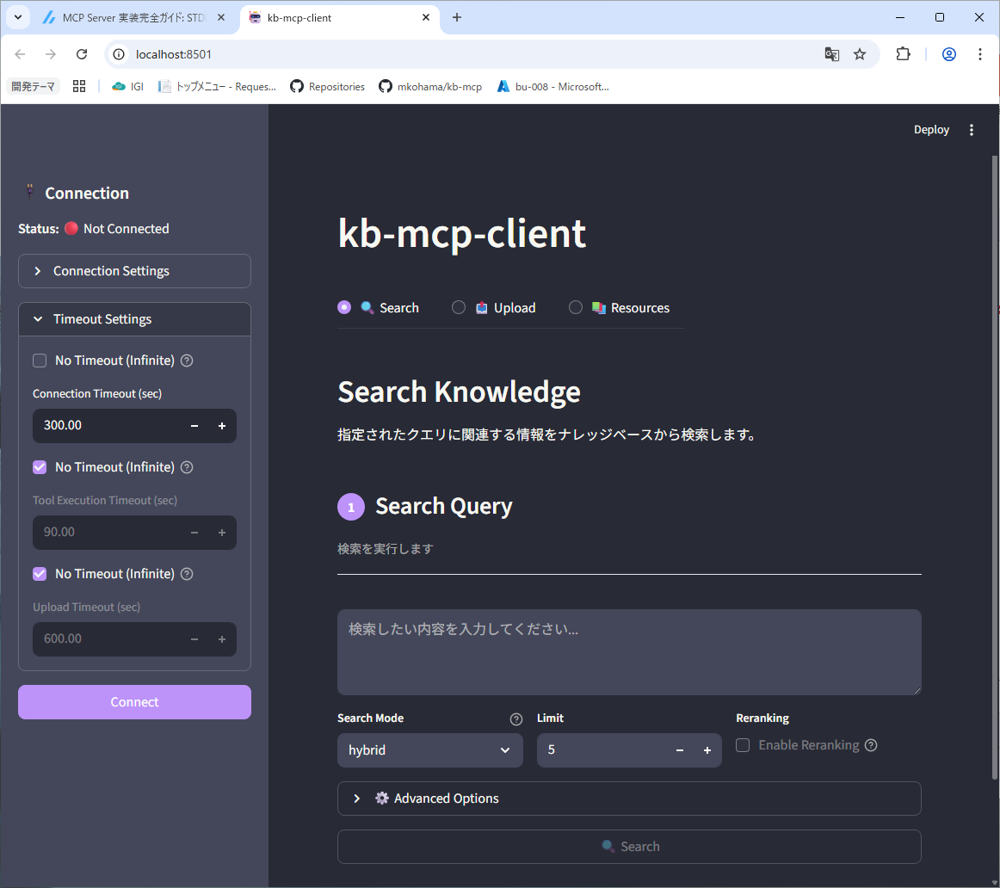 MCP Server 実装完全ガイド: STDI
kb-mcp-client
localhost:8501
開発テーマ
IGI
トップメニュー - Reques...
Repositories
mkohama/kb-mcp
bu-008 - Microsoft...
Deploy
Connection
Status: Not Connected
Connection Settings
Timeout Settings
No Timeout (Infinite)
Connection Timeout (sec)
300.00
No Timeout (Infinite)
Tool Execution Timeout (sec)
90.00
No Timeout (Infinite)
Upload Timeout (sec)
600.00
Connect
kb-mcp-client
Search
Upload
Resources
Search Knowledge
指定されたクエリに関連する情報をナレッジベースから検索します。
1 Search Query
検索を実行します
検索したい内容を入力してください...
Search Mode
Limit
Reranking
hybrid
5
Enable Reranking
Advanced Options
Search